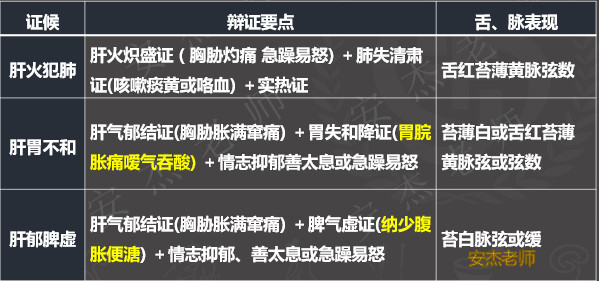 证候 辩证要点 舌、脉表现
肝火犯肺
肝火炽盛证（胸胁灼痛 急躁易怒）+肺失清肃
证(咳嗽痰黄或咯血）+实热证
舌红苔薄黄脉弦数
肝胆不和
肝气郁结证(胸胁胀满窜痛）+胃失和降证(胃脘
胀痛嗳气吞酸）+情志抑郁善太息或急躁易怒
苔薄白或舌红苔薄
黄脉弦或弦数
肝郁脾虚
肝气郁结证(胸胁胀满窜痛）+脾气虚证(纳少腹
胀便溏）+情志抑郁、善太息或急躁易怒
苔白脉弦或缓
安杰老师